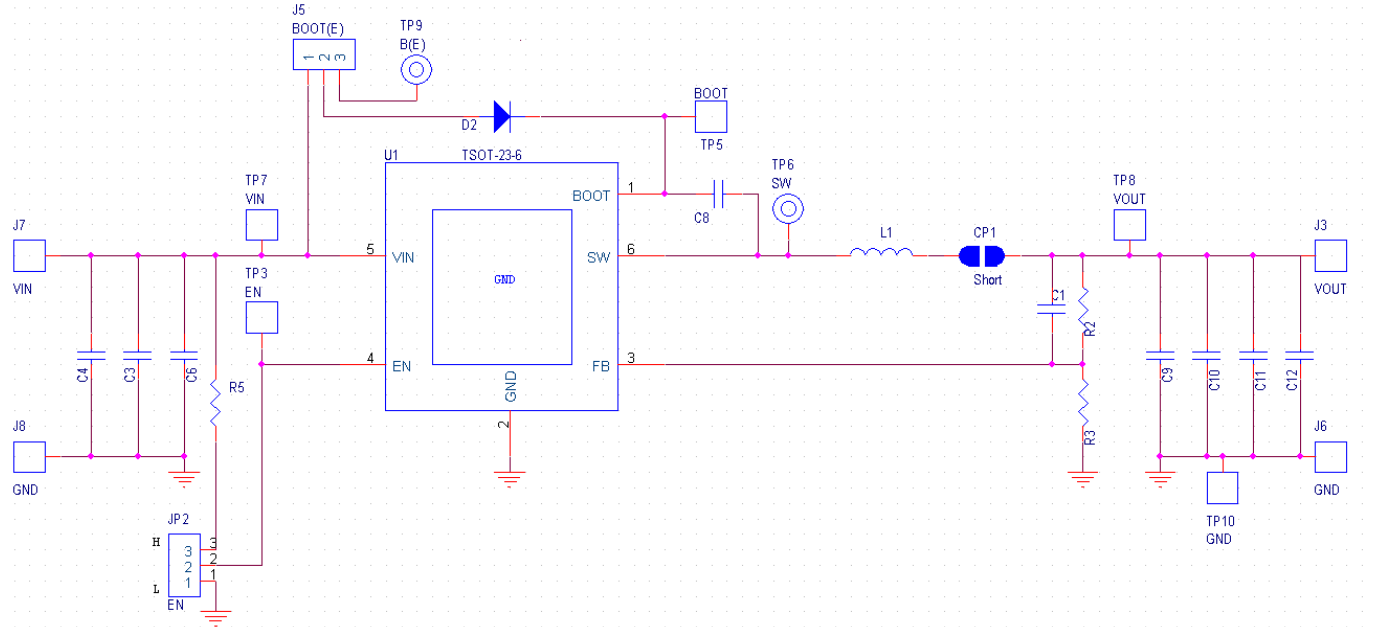 J5
BOOT(E)
1 2 3
TP9
B(E)
D2
BOOT
TP5
U1
TSOT-23-6
TP7
VIN
TP6
SW
TP8
VOUT
J7
VIN
J3
VOUT
BOOT
1
C8
5
VIN
SW
6
L1
CP1
Short
GND
TP3
EN
4
EN
FB
3
GND
2
C1
R2
R3
C4
C3
C6
R5
C9
C10
C11
C12
J8
GND
J6
GND
TP10
GND
JP2
H
3
3
2
2
1
1
L
EN